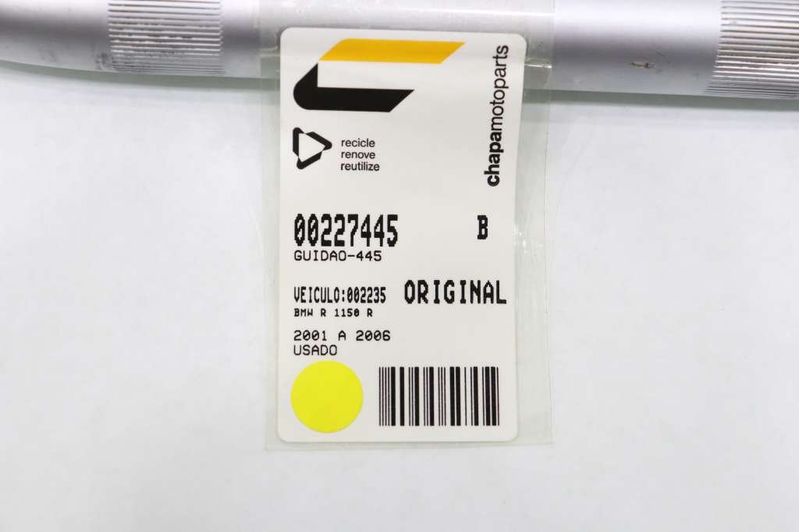 chapamotoparts
recicle
renove
reutilize
00227445 B
GUIDAO-445
VEICULO:002235 ORIGINAL
BMW R 1150 R
2001 A 2006
USADO